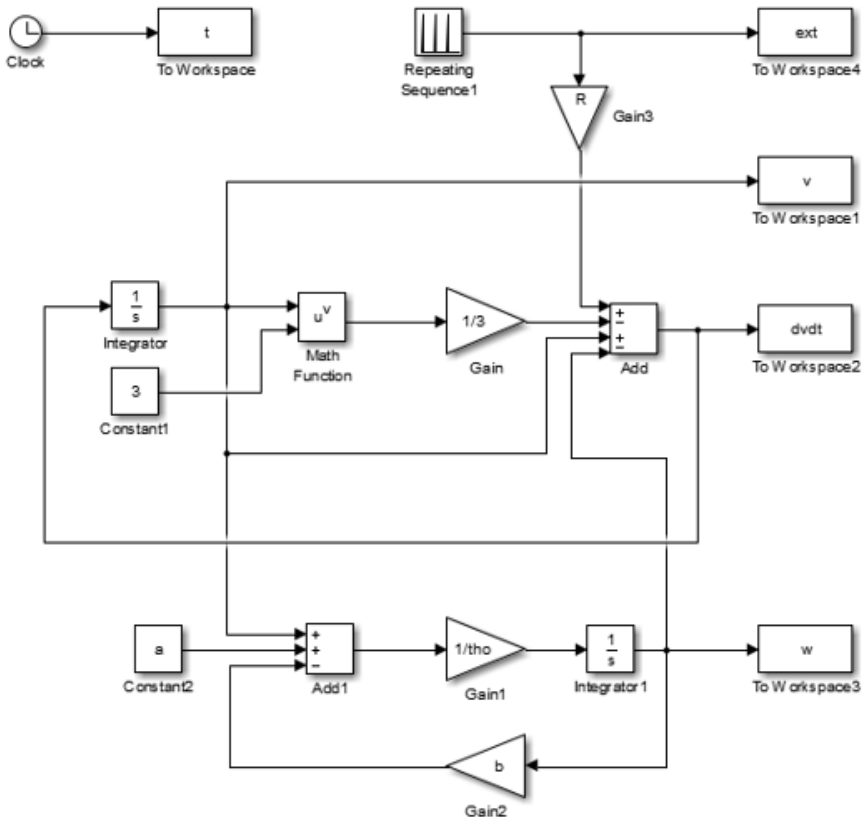 t
Clock
To Workspace
Repeating
Sequence1
ext
To Workspace4
R
Gain3
v
To Workspace1
1
s
Integrator
u^v
Math
Function
1/3
Gain
+
−
+
−
Add
dvdt
To Workspace2
3
Constant1
a
Constant2
+
+
−
Add1
1/tho
Gain1
1
s
Integrator1
w
To Workspace3
b
Gain2